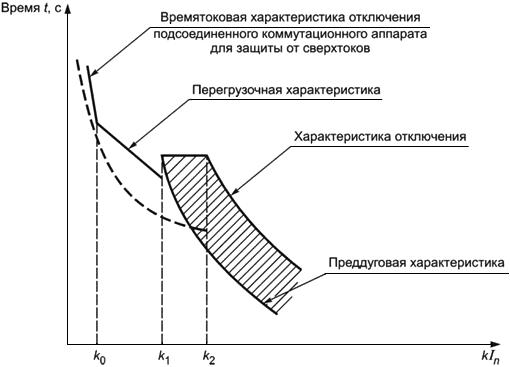 Время t, с
Времятоковая характеристика отключения
подсоединенного коммутационного аппарата
для защиты от сверхтоков
Перегрузочная характеристика
Характеристика отключения
Преддуговая характеристика
k0 k1 k2 kIn